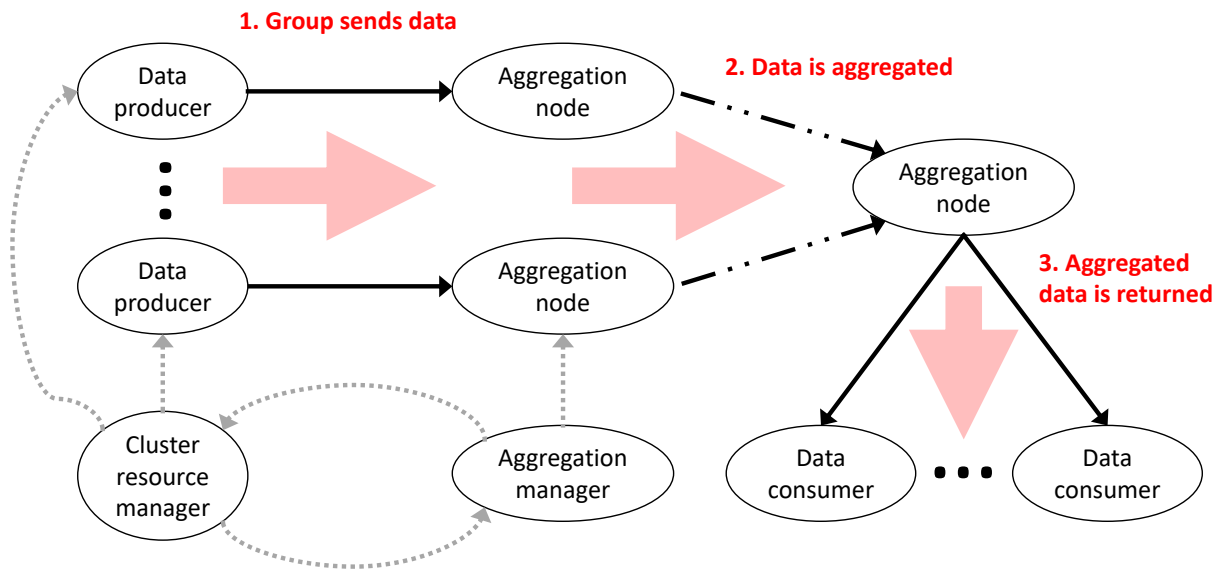 1. Group sends data
Data
producer
Aggregation
node
2. Data is aggregated
Aggregation
node
Data
producer
Aggregation
node
3. Aggregated
data is returned
Cluster
resource
manager
Aggregation
manager
Data
consumer
Data
consumer